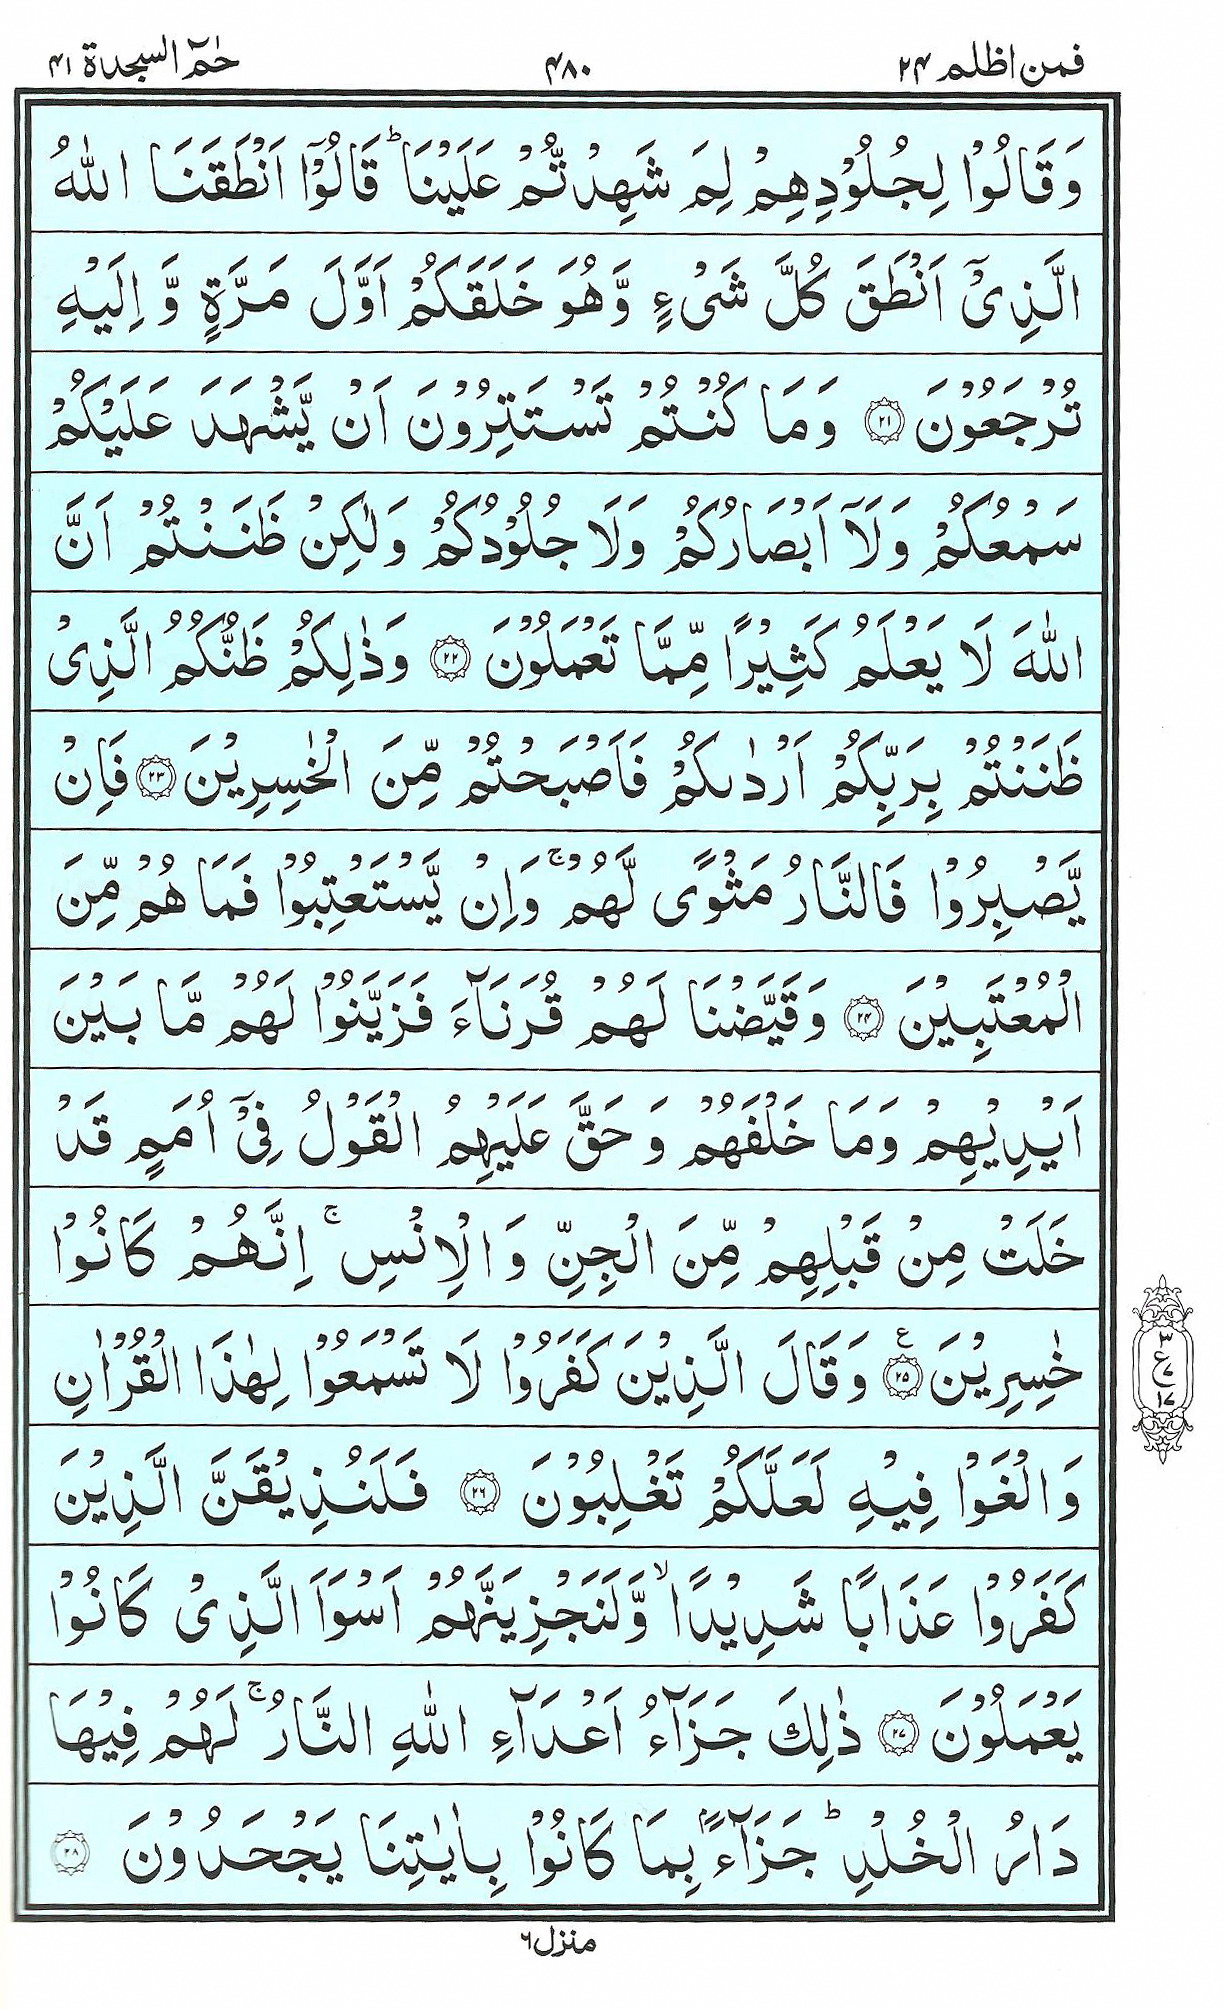 فمن اظلم ۲۴
۴۸۰
حٰمٓ السجدة ۴۱
وَقَالُوْا لِجُلُوْدِهِمْ لِمَ شَهِدْتُّمْ عَلَيْنَا ؕ قَالُوْۤا اَنْطَقَنَا اللّٰهُ
الَّذِيْۤ اَنْطَقَ كُلَّ شَيْءٍ وَّهُوَ خَلَقَكُمْ اَوَّلَ مَرَّةٍ وَّ اِلَيْهِ
تُرْجَعُوْنَ ﴿۲۱﴾ وَمَا كُنْتُمْ تَسْتَتِرُوْنَ اَنْ يَّشْهَدَ عَلَيْكُمْ
سَمْعُكُمْ وَلَاۤ اَبْصَارُكُمْ وَلَا جُلُوْدُكُمْ وَلٰكِنْ ظَنَنْتُمْ اَنَّ
اللّٰهَ لَا يَعْلَمُ كَثِيْرًا مِّمَّا تَعْمَلُوْنَ ﴿۲۲﴾ وَذٰلِكُمْ ظَنُّكُمُ الَّذِيْ
ظَنَنْتُمْ بِرَبِّكُمْ اَرْدٰىكُمْ فَاَصْبَحْتُمْ مِّنَ الْخٰسِرِيْنَ ﴿۲۳﴾ فَاِنْ
يَّصْبِرُوْا فَالنَّارُ مَثْوًى لَّهُمْ ۚ وَاِنْ يَّسْتَعْتِبُوْا فَمَا هُمْ مِّنَ
الْمُعْتَبِيْنَ ﴿۲۴﴾ وَقَيَّضْنَا لَهُمْ قُرَنَآءَ فَزَيَّنُوْا لَهُمْ مَّا بَيْنَ
اَيْدِيْهِمْ وَمَا خَلْفَهُمْ وَ حَقَّ عَلَيْهِمُ الْقَوْلُ فِيْۤ اُمَمٍ قَدْ
خَلَتْ مِنْ قَبْلِهِمْ مِّنَ الْجِنِّ وَ الْاِنْسِ ۚ اِنَّهُمْ كَانُوْا
خٰسِرِيْنَ ﴿۲۵﴾ ع وَقَالَ الَّذِيْنَ كَفَرُوْا لَا تَسْمَعُوْا لِهٰذَا الْقُرْاٰنِ
وَالْغَوْا فِيْهِ لَعَلَّكُمْ تَغْلِبُوْنَ ﴿۲۶﴾ فَلَنُذِيْقَنَّ الَّذِيْنَ
كَفَرُوْا عَذَابًا شَدِيْدًا ۙ وَّلَنَجْزِيَنَّهُمْ اَسْوَاَ الَّذِيْ كَانُوْا
يَعْمَلُوْنَ ﴿۲۷﴾ ذٰلِكَ جَزَآءُ اَعْدَآءِ اللّٰهِ النَّارُ ۚ لَهُمْ فِيْهَا
دَارُ الْخُلْدِ ؕ جَزَآءًۢ بِمَا كَانُوْا بِاٰيٰتِنَا يَجْحَدُوْنَ ﴿۲۸﴾
۳
ع ۷
۱۷
منزل ۶